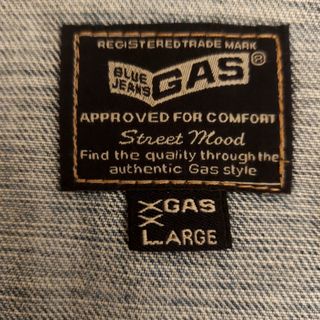 REGISTERED TRADE MARK
BLUE JEANS GAS®
APPROVED FOR COMFORT
Street Mood
Find the quality through the
authentic Gas style
XGAS
X
LARGE